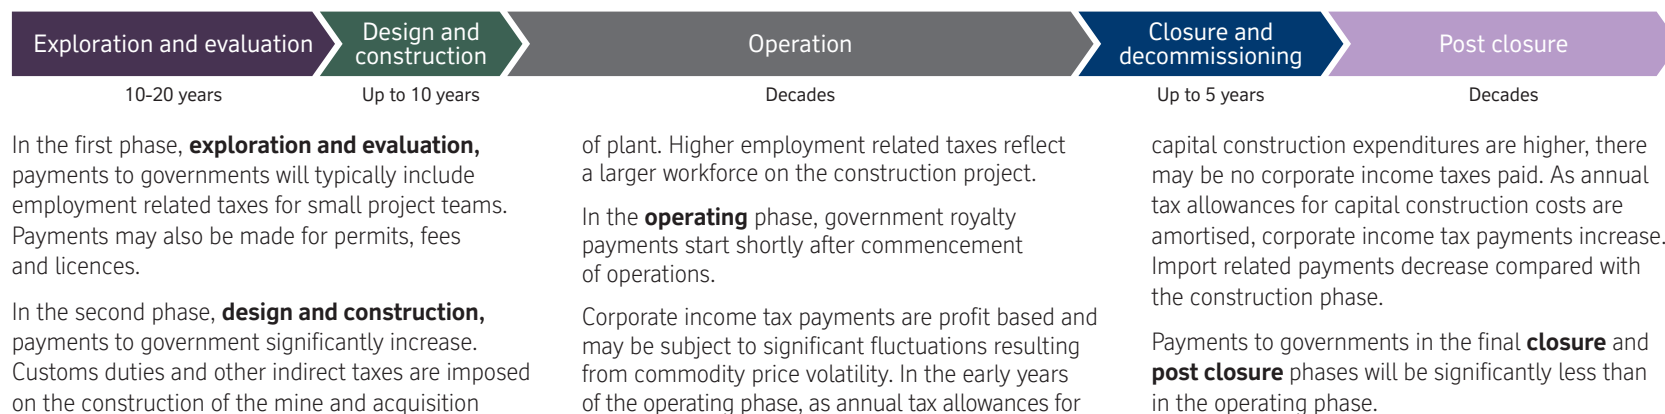 Exploration and evaluation
Design and
construction
Operation
Closure and
decommissioning
Post closure
10-20 years
Up to 10 years
Decades
Up to 5 years
Decades
In the first phase, exploration and evaluation,
payments to governments will typically include
employment related taxes for small project teams.
Payments may also be made for permits, fees
and licences.
In the second phase, design and construction,
payments to government significantly increase.
Customs duties and other indirect taxes are imposed
on the construction of the mine and acquisition
of plant. Higher employment related taxes reflect
a larger workforce on the construction project.
In the operating phase, government royalty
payments start shortly after commencement
of operations.
Corporate income tax payments are profit based and
may be subject to significant fluctuations resulting
from commodity price volatility. In the early years
of the operating phase, as annual tax allowances for
capital construction expenditures are higher, there
may be no corporate income taxes paid. As annual
tax allowances for capital construction costs are
amortised, corporate income tax payments increase.
Import related payments decrease compared with
the construction phase.
Payments to governments in the final closure and
post closure phases will be significantly less than
in the operating phase.